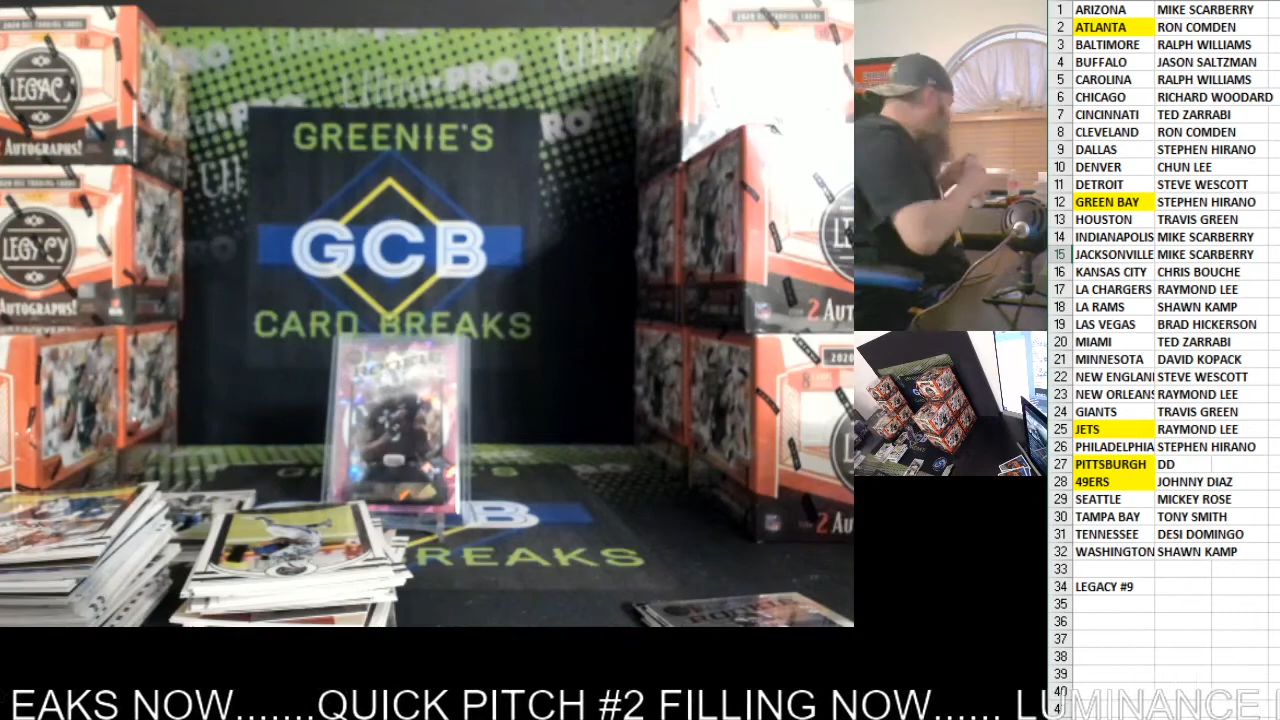 GREENIE'S
GCB
CARD BREAKS
BREAKS
LEGACY
AUTOGRAPHS!
LEGACY
AUTOGRAPHS!
2 Aut
2 Aut
2020
PRO
1 ARIZONA MIKE SCARBERRY
2 ATLANTA RON COMDEN
3 BALTIMORE RALPH WILLIAMS
4 BUFFALO JASON SALTZMAN
5 CAROLINA RALPH WILLIAMS
6 CHICAGO RICHARD WOODARD
7 CINCINNATI TED ZARRABI
8 CLEVELAND RON COMDEN
9 DALLAS STEPHEN HIRANO
10 DENVER CHUN LEE
11 DETROIT STEVE WESCOTT
12 GREEN BAY STEPHEN HIRANO
13 HOUSTON TRAVIS GREEN
14 INDIANAPOLIS MIKE SCARBERRY
15 JACKSONVILLE MIKE SCARBERRY
16 KANSAS CITY CHRIS BOUCHE
17 LA CHARGERS RAYMOND LEE
18 LA RAMS SHAWN KAMP
19 LAS VEGAS BRAD HICKERSON
20 MIAMI TED ZARRABI
21 MINNESOTA DAVID KOPACK
22 NEW ENGLAN STEVE WESCOTT
23 NEW ORLEANS RAYMOND LEE
24 GIANTS TRAVIS GREEN
25 JETS RAYMOND LEE
26 PHILADELPHIA STEPHEN HIRANO
27 PITTSBURGH DD
28 49ERS JOHNNY DIAZ
29 SEATTLE MICKEY ROSE
30 TAMPA BAY TONY SMITH
31 TENNESSEE DESI DOMINGO
32 WASHINGTON SHAWN KAMP
33
34 LEGACY #9
35
36
37
38
39
40
EAKS NOW.......QUICK PITCH #2 FILLING NOW...... LUMINANCE